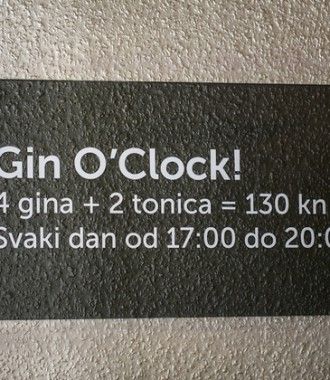 Gin O'Clock!
4 gina + 2 tonica = 130 kn
Svaki dan od 17:00 do 20:0